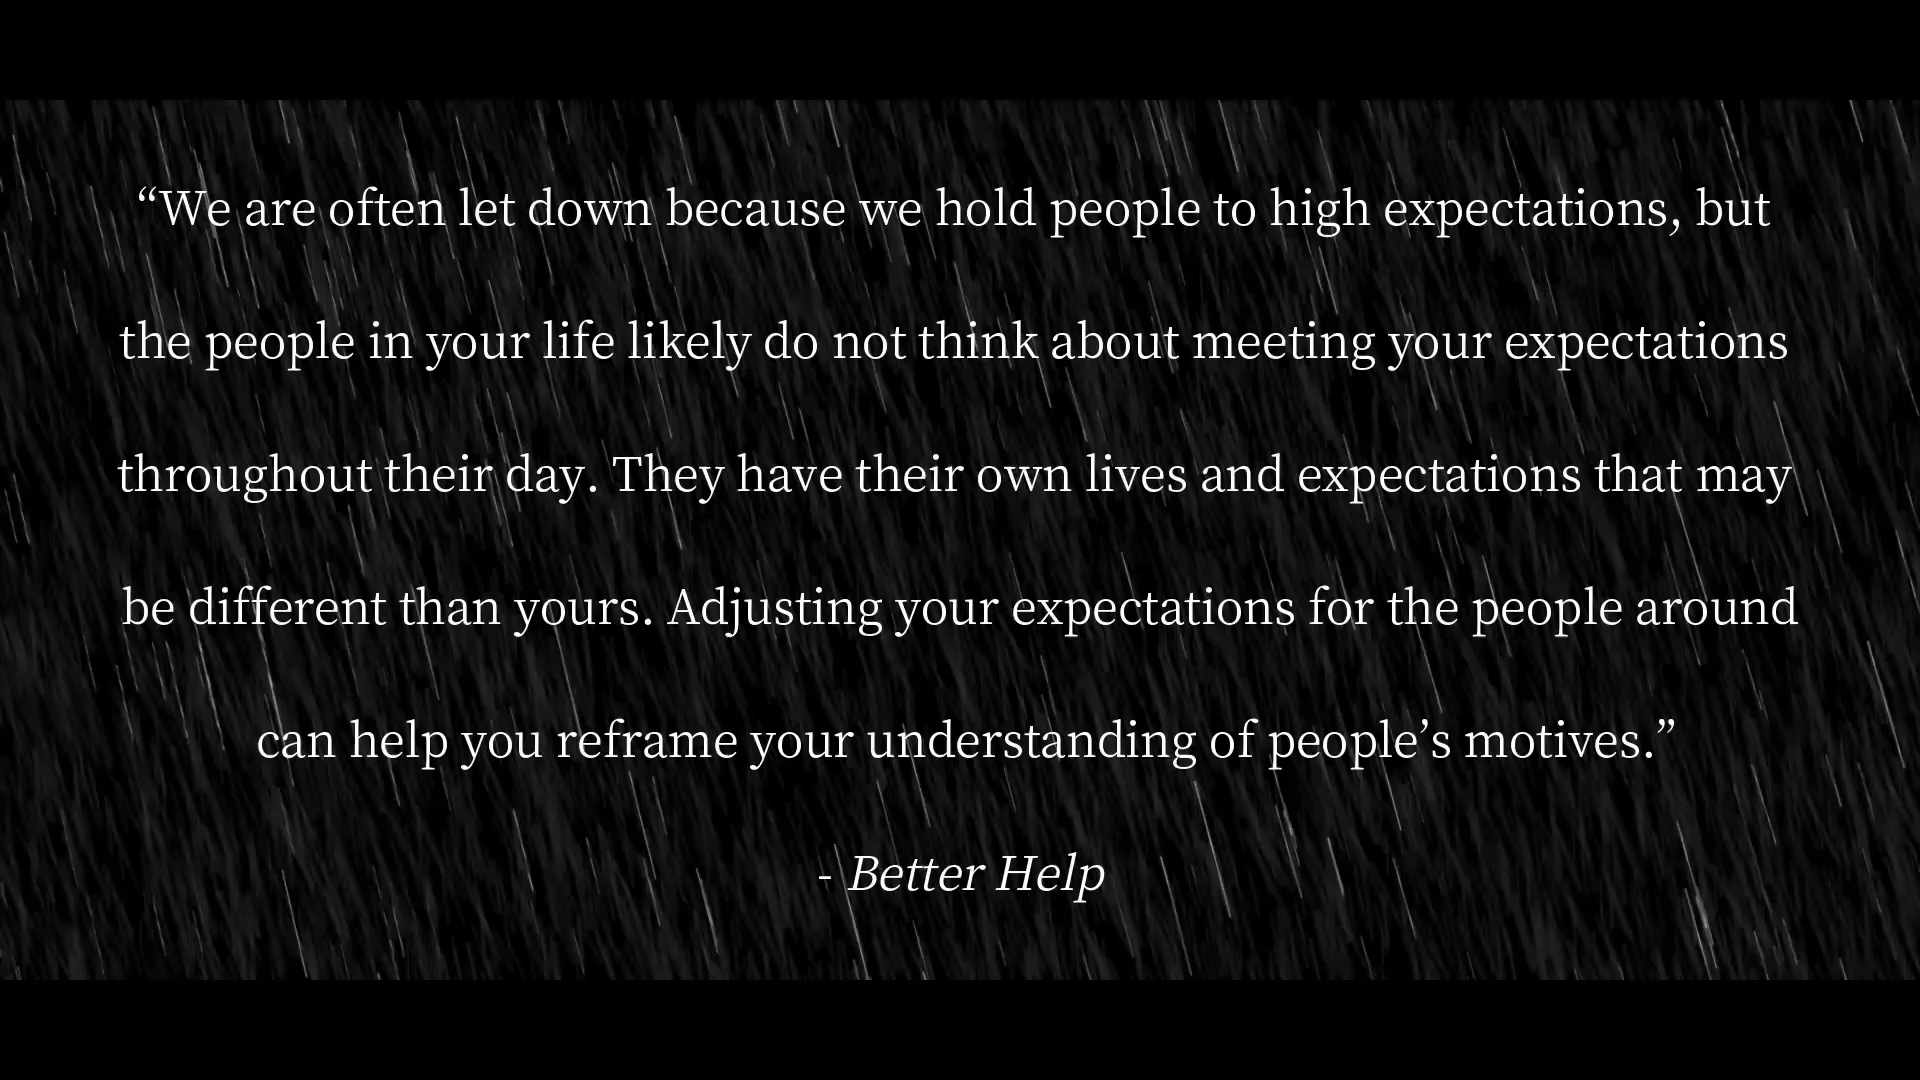 “We are often let down because we hold people to high expectations, but
the people in your life likely do not think about meeting your expectations
throughout their day. They have their own lives and expectations that may
be different than yours. Adjusting your expectations for the people around
can help you reframe your understanding of people’s motives.”
- Better Help